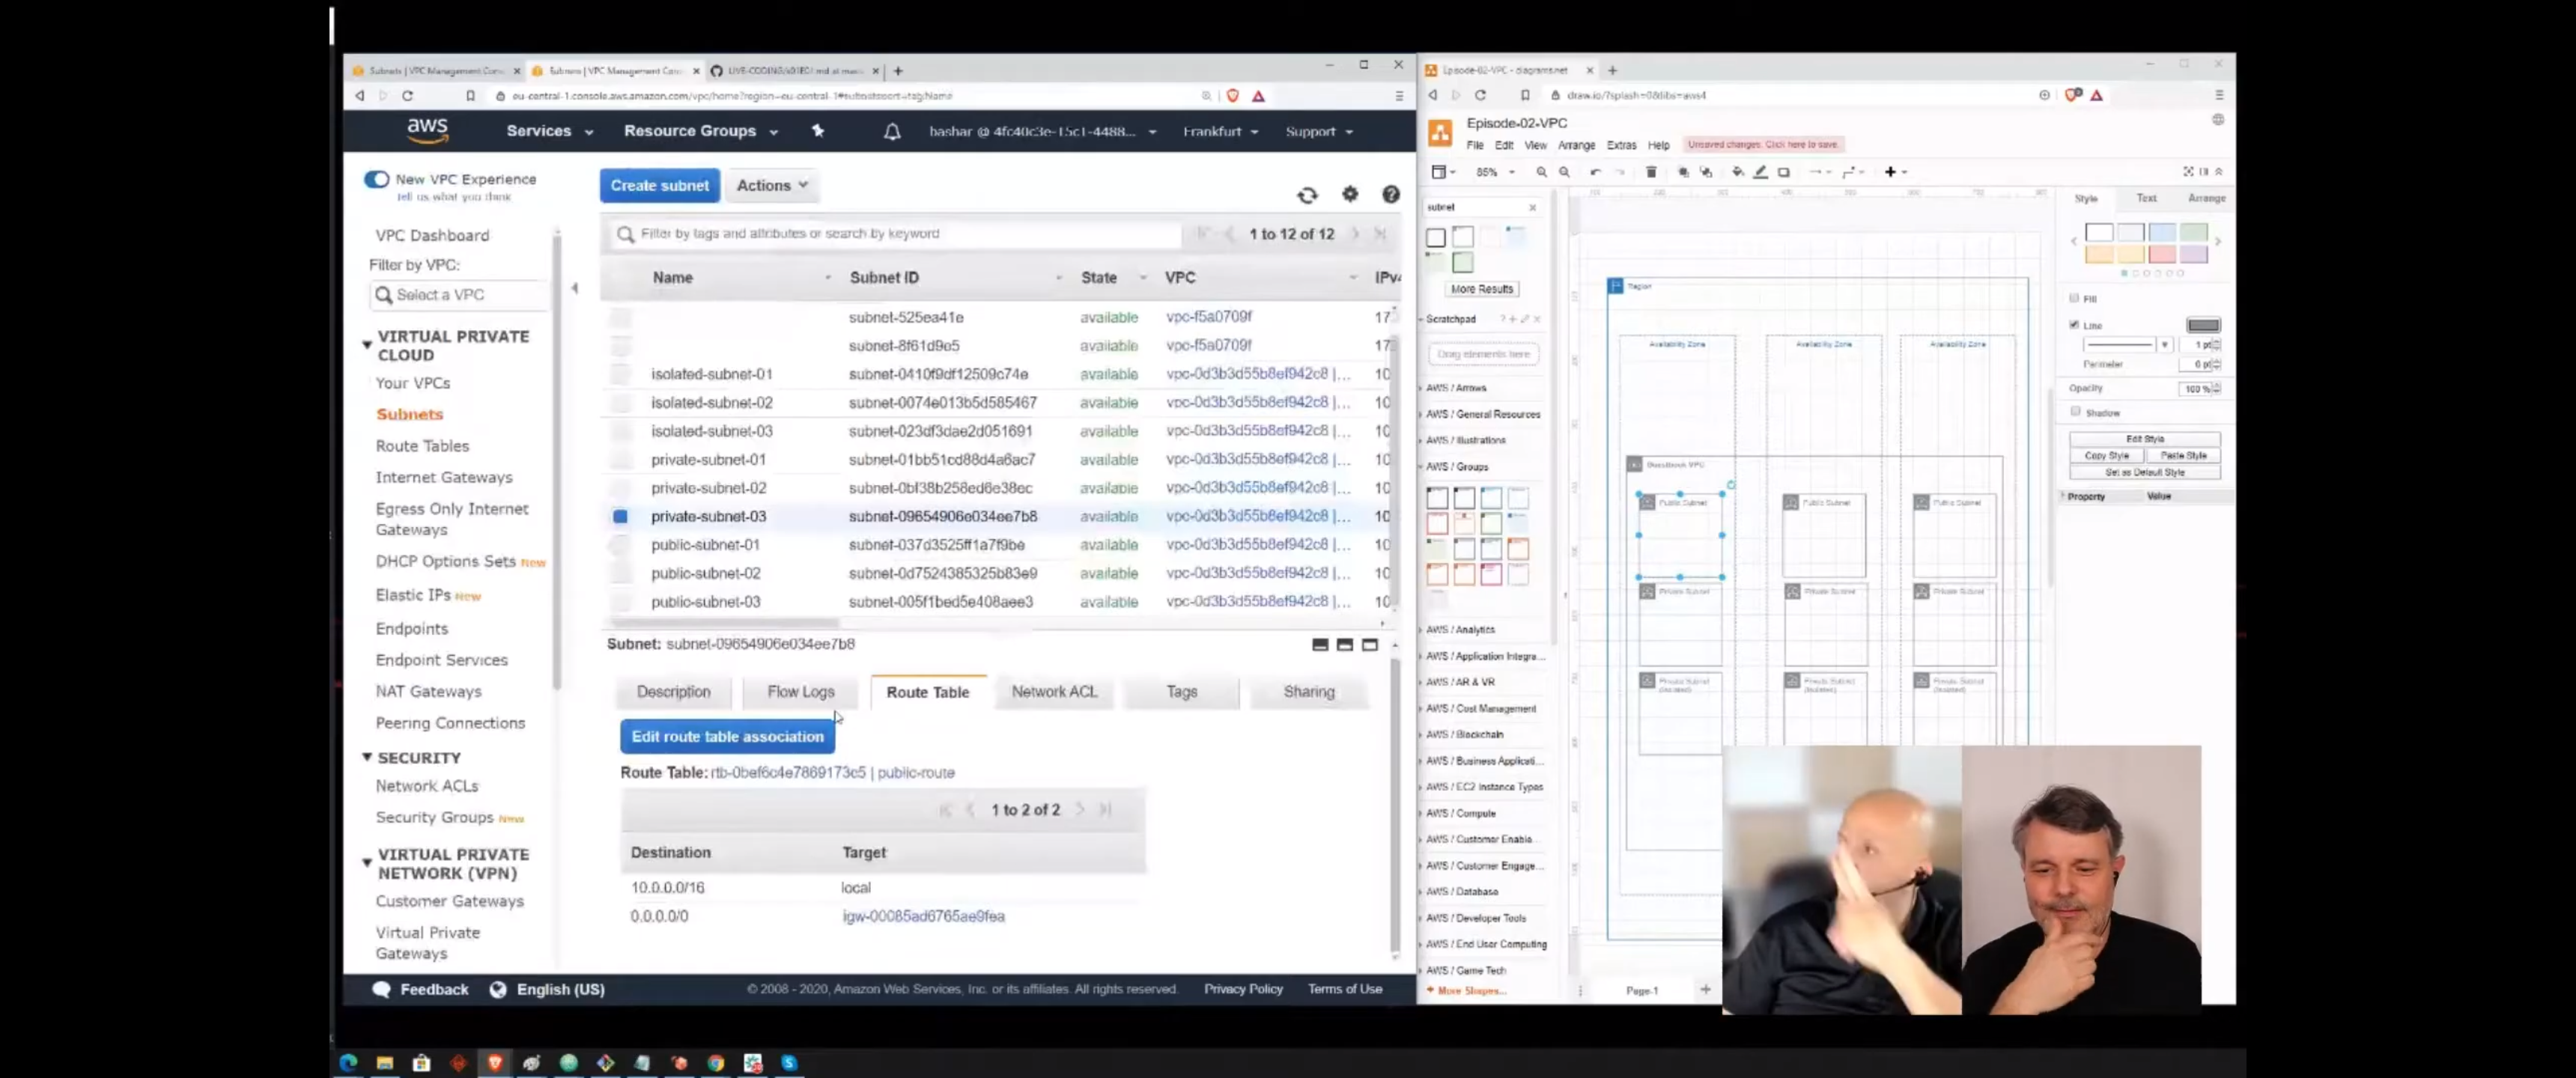 Subnets | VPC Management Cons
Subnets | VPC Management Cons
eu-central-1.console.aws.amazon.com/vpc/home?region=eu-central-1#subnets:sort=tag:Name
aws
Services
Resource Groups
bashar @ 4fc40c3e-15c1-4488...
Frankfurt
Support
New VPC Experience
Tell us what you think
VPC Dashboard
Filter by VPC:
Select a VPC
VIRTUAL PRIVATE
CLOUD
Your VPCs
Subnets
Route Tables
Internet Gateways
Egress Only Internet
Gateways
DHCP Options Sets New
Elastic IPs New
Endpoints
Endpoint Services
NAT Gateways
Peering Connections
SECURITY
Network ACLs
Security Groups New
VIRTUAL PRIVATE
NETWORK (VPN)
Customer Gateways
Virtual Private
Gateways
Create subnet
Actions
Filter by tags and attributes or search by keyword
1 to 12 of 12
Name Subnet ID State VPC IPv4
subnet-525ea41e available vpc-f5a0709f 17
subnet-8f61d9e5 available vpc-f5a0709f 17
isolated-subnet-01 subnet-0410f9df12509c74e available vpc-0d3b3d55b8ef942c8 |... 10
isolated-subnet-02 subnet-0074e013b5d585467 available vpc-0d3b3d55b8ef942c8 |... 10
isolated-subnet-03 subnet-023df3dae2d051691 available vpc-0d3b3d55b8ef942c8 |... 10
private-subnet-01 subnet-01bb51cd88d4a6ac7 available vpc-0d3b3d55b8ef942c8 |... 10
private-subnet-02 subnet-0bf38b258ed6e38ec available vpc-0d3b3d55b8ef942c8 |... 10
private-subnet-03 subnet-09654906e034ee7b8 available vpc-0d3b3d55b8ef942c8 |... 10
public-subnet-01 subnet-037d3525ff1a7f9be available vpc-0d3b3d55b8ef942c8 |... 10
public-subnet-02 subnet-0d7524385325b83e9 available vpc-0d3b3d55b8ef942c8 |... 10
public-subnet-03 subnet-005f1bed5e408aee3 available vpc-0d3b3d55b8ef942c8 |... 10
Subnet: subnet-09654906e034ee7b8
Description
Flow Logs
Route Table
Network ACL
Tags
Sharing
Edit route table association
Route Table: rtb-0bef6c4e7869173c5 | public-route
1 to 2 of 2
Destination Target
10.0.0.0/16 local
0.0.0.0/0 igw-00085ad6765ae9fea
Feedback
English (US)
© 2008 - 2020, Amazon Web Services, Inc. or its affiliates. All rights reserved.
Privacy Policy
Terms of Use
Episode-02-VPC - diagrams.net
draw.io/?splash=0&libs=aws4
Episode-02-VPC
File Edit View Arrange Extras Help
Unsaved changes. Click here to save.
85%
subnet
More Results
Scratchpad
Drag elements here
AWS / Arrows
AWS / General Resources
AWS / Illustrations
AWS / Groups
AWS / Analytics
AWS / Application Integra...
AWS / AR & VR
AWS / Cost Management
AWS / Blockchain
AWS / Business Applicati...
AWS / EC2 Instance Types
AWS / Compute
AWS / Customer Enable...
AWS / Customer Engage...
AWS / Database
AWS / Developer Tools
AWS / End User Computing
AWS / Game Tech
+ More Shapes...
Region
Availability Zone
Availability Zone
Availability Zone
Guestbook VPC
Public Subnet
Public Subnet
Public Subnet
Private Subnet
Private Subnet
Private Subnet
Private Subnet
(Isolated)
Private Subnet
(Isolated)
Private Subnet
(Isolated)
Page-1
Style
Text
Arrange
Fill
Line
1 pt
Perimeter
0 pt
Opacity
100 %
Shadow
Edit Style
Copy Style
Paste Style
Set as Default Style
Property
Value